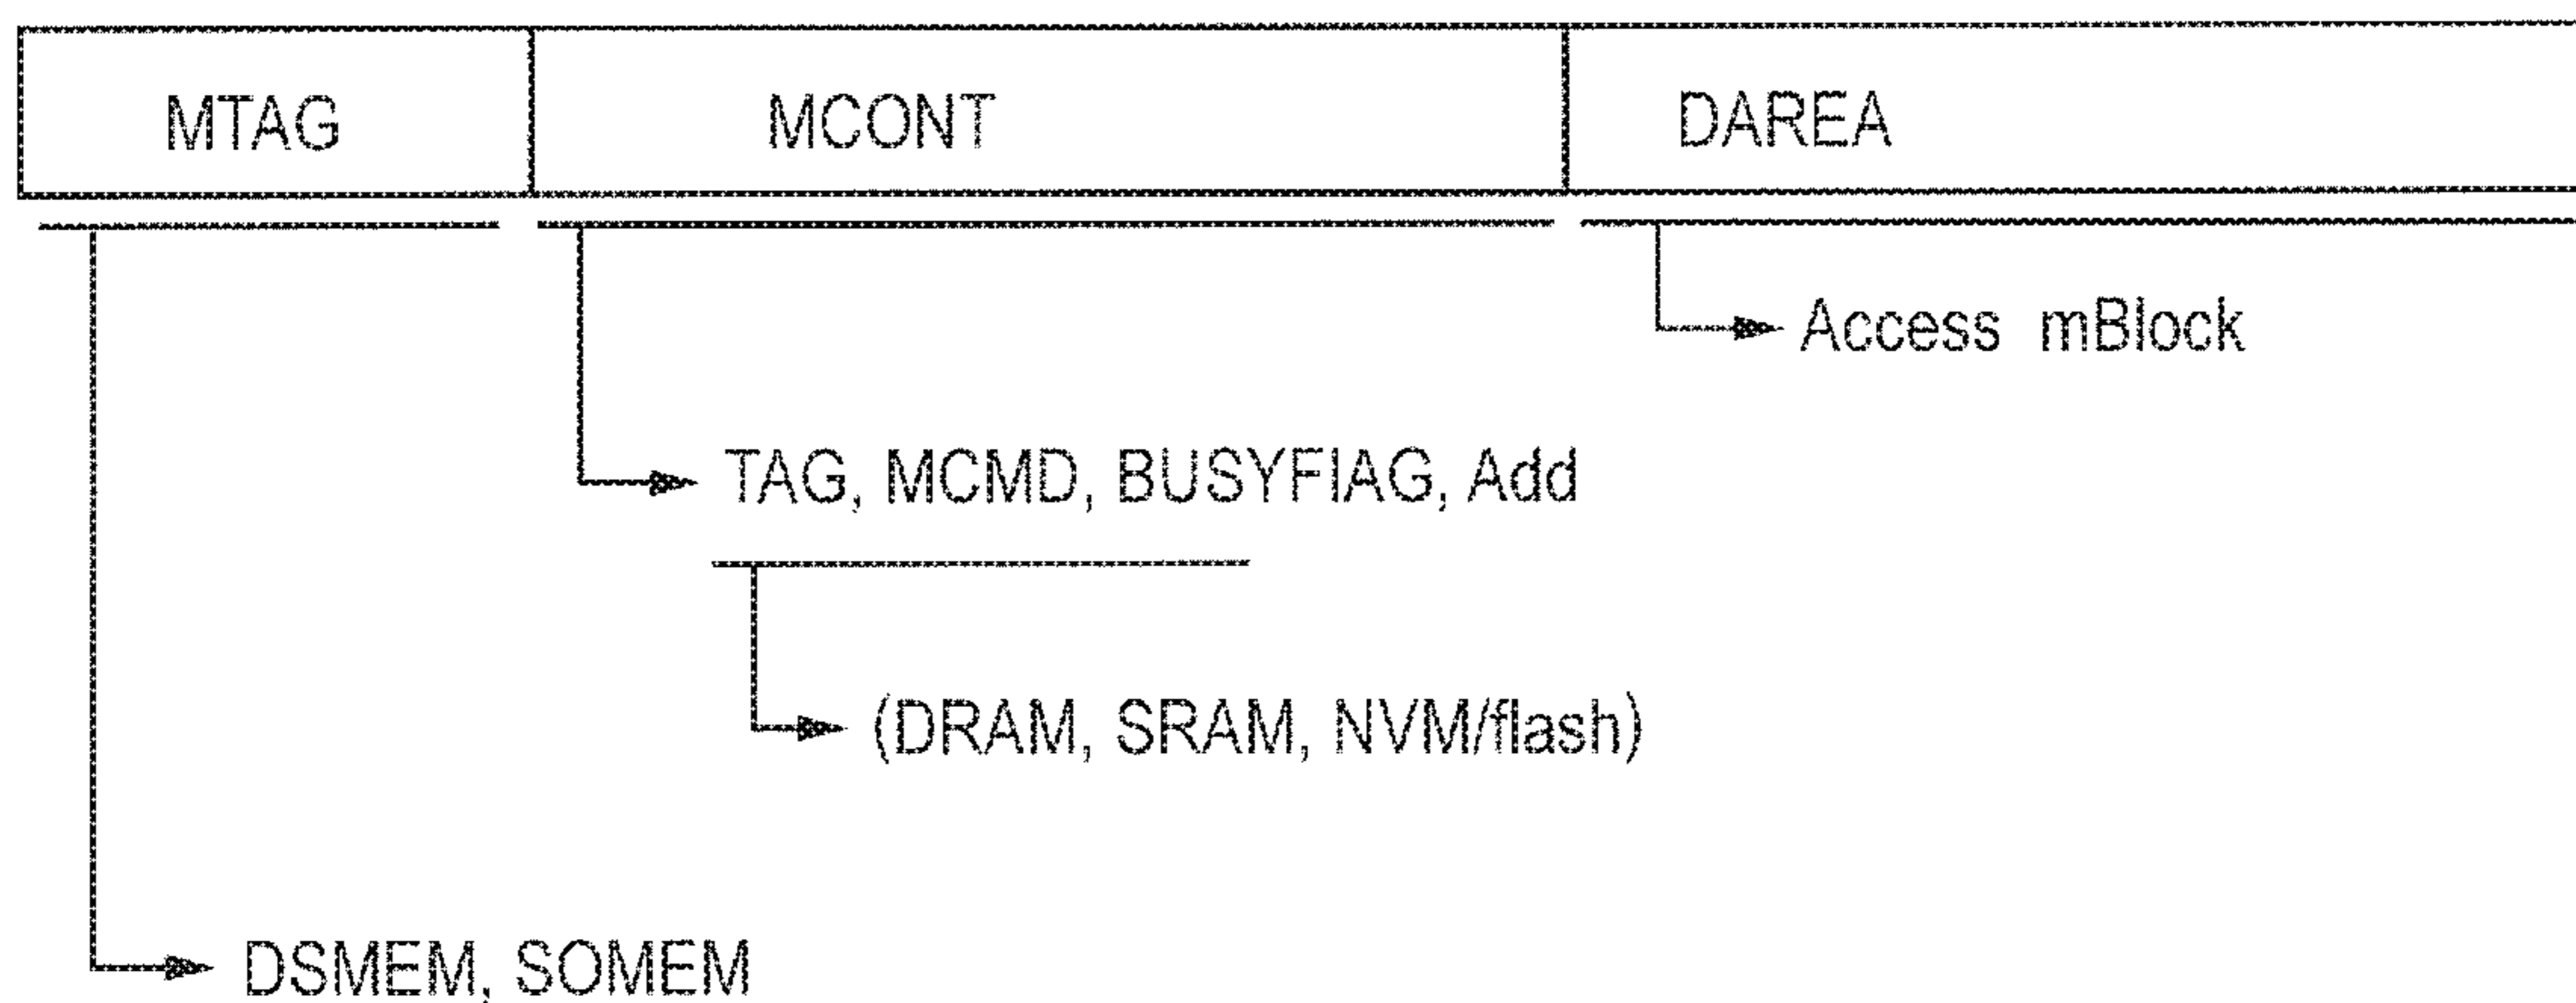 MTAG MCONT DAREA
Access mBlock
TAG, MCMD, BUSYFIAG, Add
(DRAM, SRAM, NVM/flash)
DSMEM, SOMEM